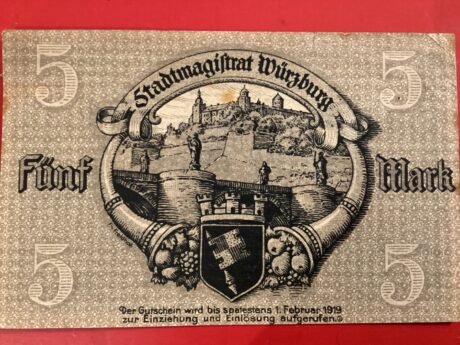 5 5
Stadtmagistrat Würzburg
Fünf Mark
5 5
Der Gutschein wird bis spätestens 1. Februar 1919
zur Einziehung und Einlösung aufgerufen.